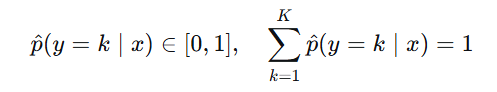 p̂(y = k | x) ∈ [0, 1], ∑_{k=1}^{K} p̂(y = k | x) = 1